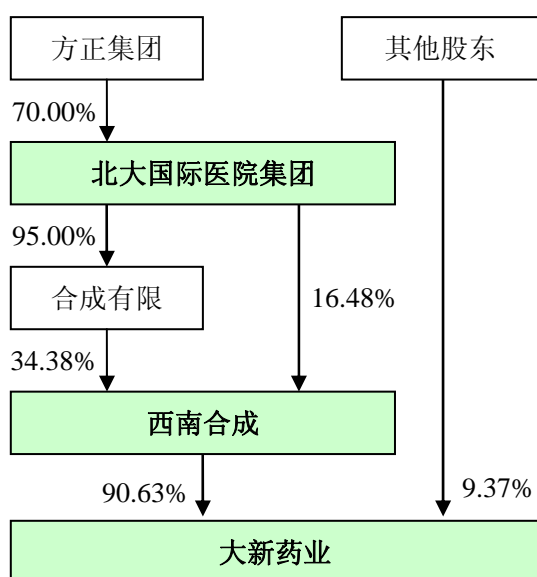 方正集团
其他股东
70.00%
北大国际医院集团
95.00%
合成有限
16.48%
34.38%
西南合成
90.63%
9.37%
大新药业